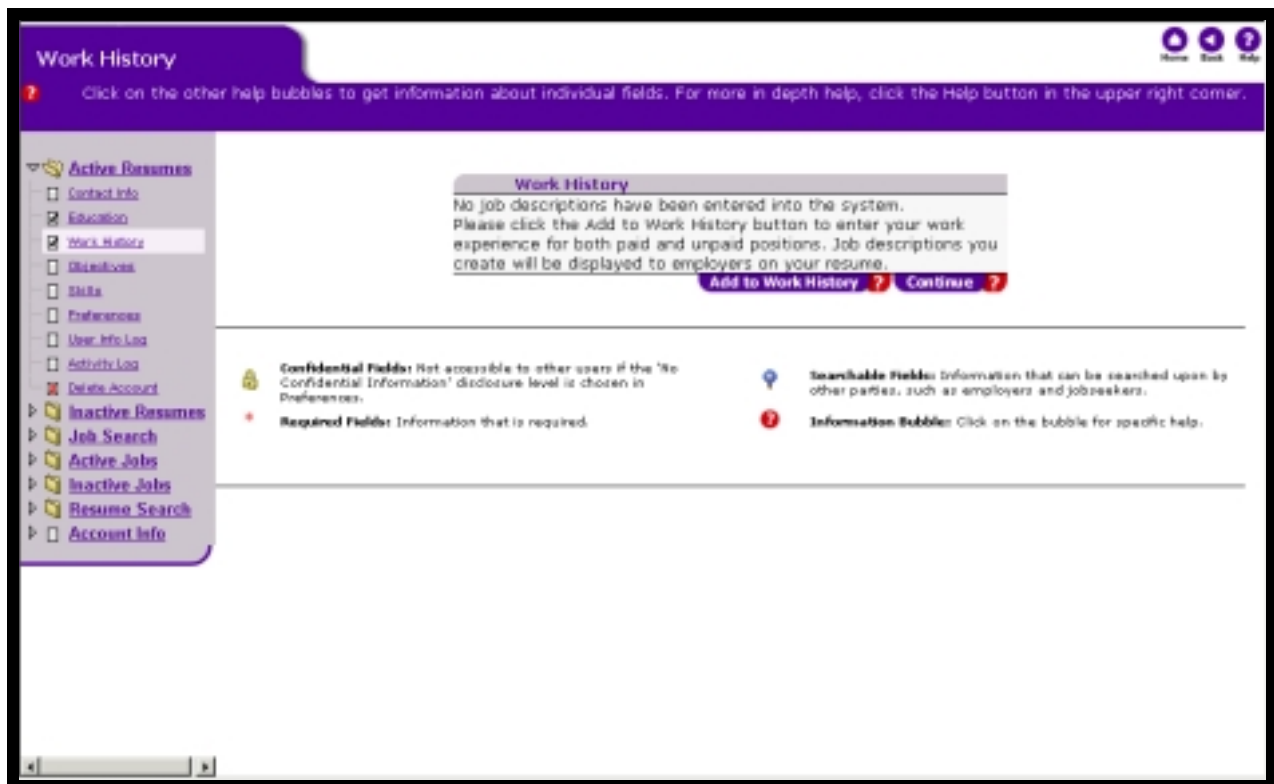 Work History
Home Back Help
? Click on the other help bubbles to get information about individual fields. For more in depth help, click the Help button in the upper right corner.
Active Resumes
Contact Info
Education
Work History
Objectives
Skills
Preferences
User Info Log
Activity Log
Delete Account
Inactive Resumes
Job Search
Active Jobs
Inactive Jobs
Resume Search
Account Info
Work History
No job descriptions have been entered into the system.
Please click the Add to Work History button to enter your work
experience for both paid and unpaid positions. Job descriptions you
create will be displayed to employers on your resume.
Add to Work History ? Continue ?
Confidential Fields: Not accessible to other users if the 'No
Confidential Information' disclosure level is chosen in
Preferences.
* Required Fields: Information that is required.
Searchable Fields: Information that can be searched upon by
other parties, such as employers and jobseekers.
? Information Bubble: Click on the bubble for specific help.